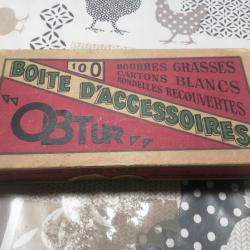 100
BOURRES GRASSES
CARTONS BLANCS
RONDELLES RECOUVERTES
BOITE D'ACCESSOIRES
"OBTUR"